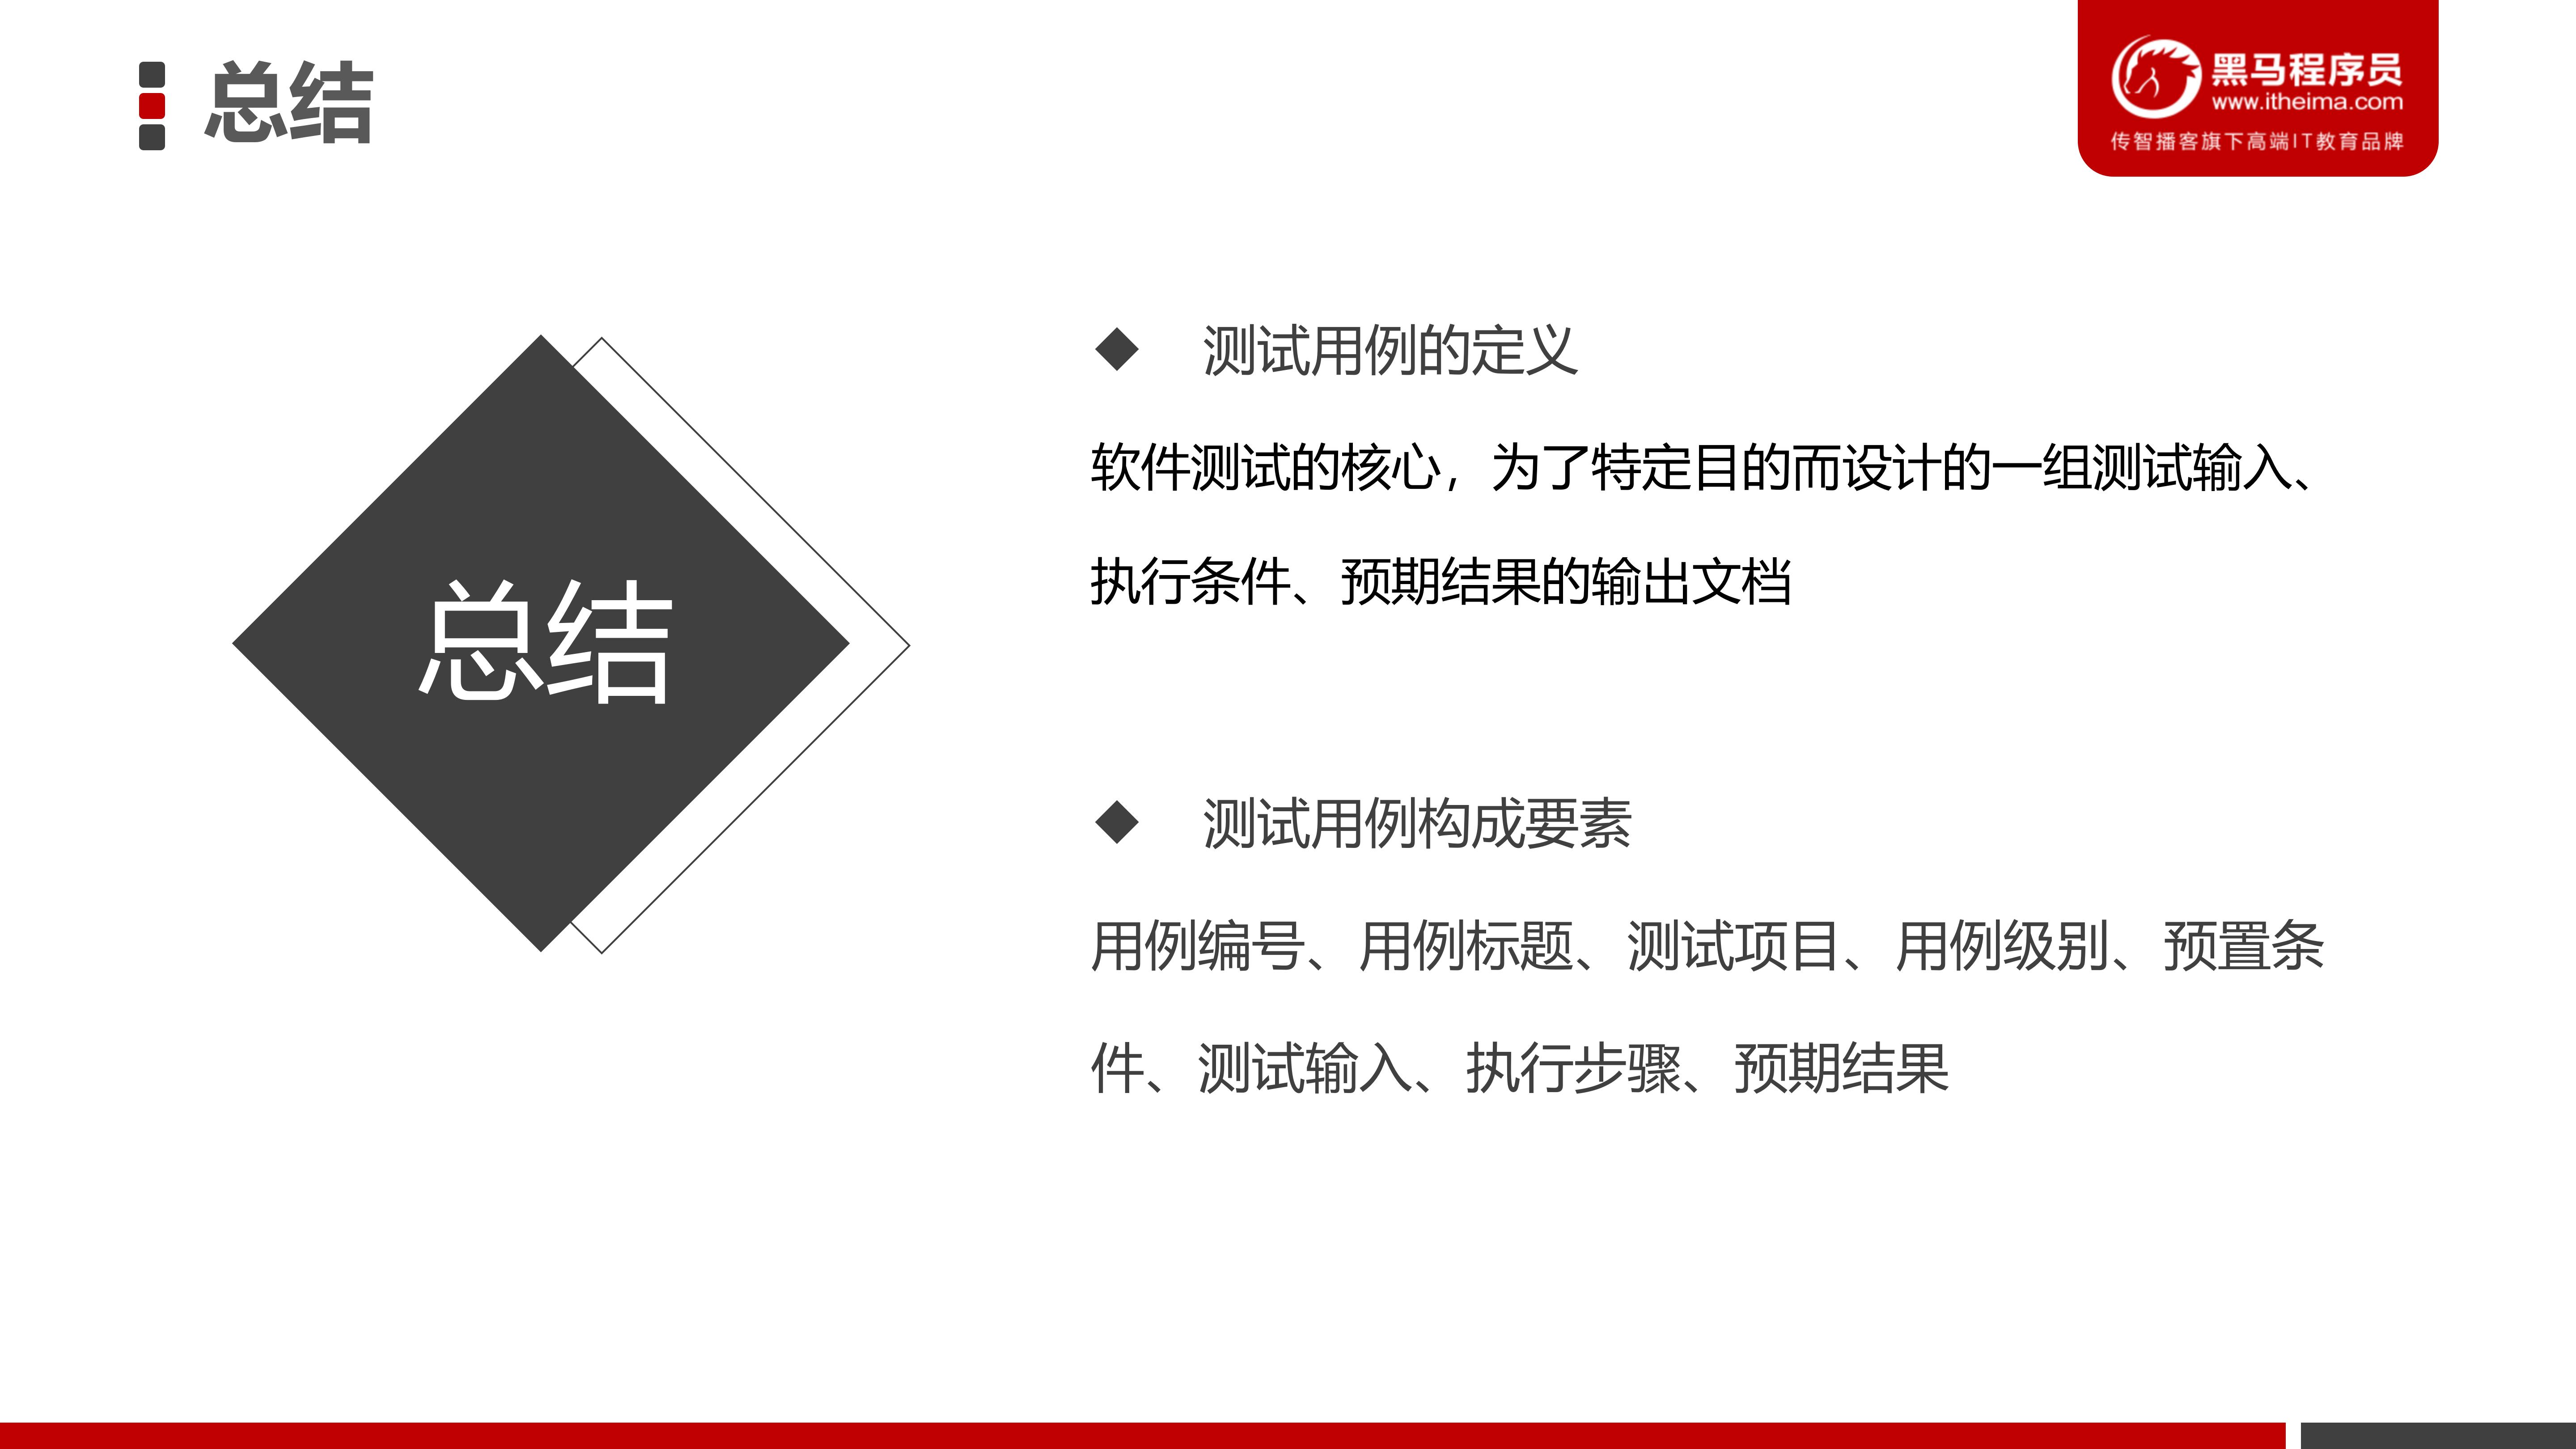 总结
黑马程序员
www.itheima.com
传智播客旗下高端IT教育品牌
总结
测试用例的定义
软件测试的核心，为了特定目的而设计的一组测试输入、
执行条件、预期结果的输出文档
测试用例构成要素
用例编号、用例标题、测试项目、用例级别、预置条
件、测试输入、执行步骤、预期结果